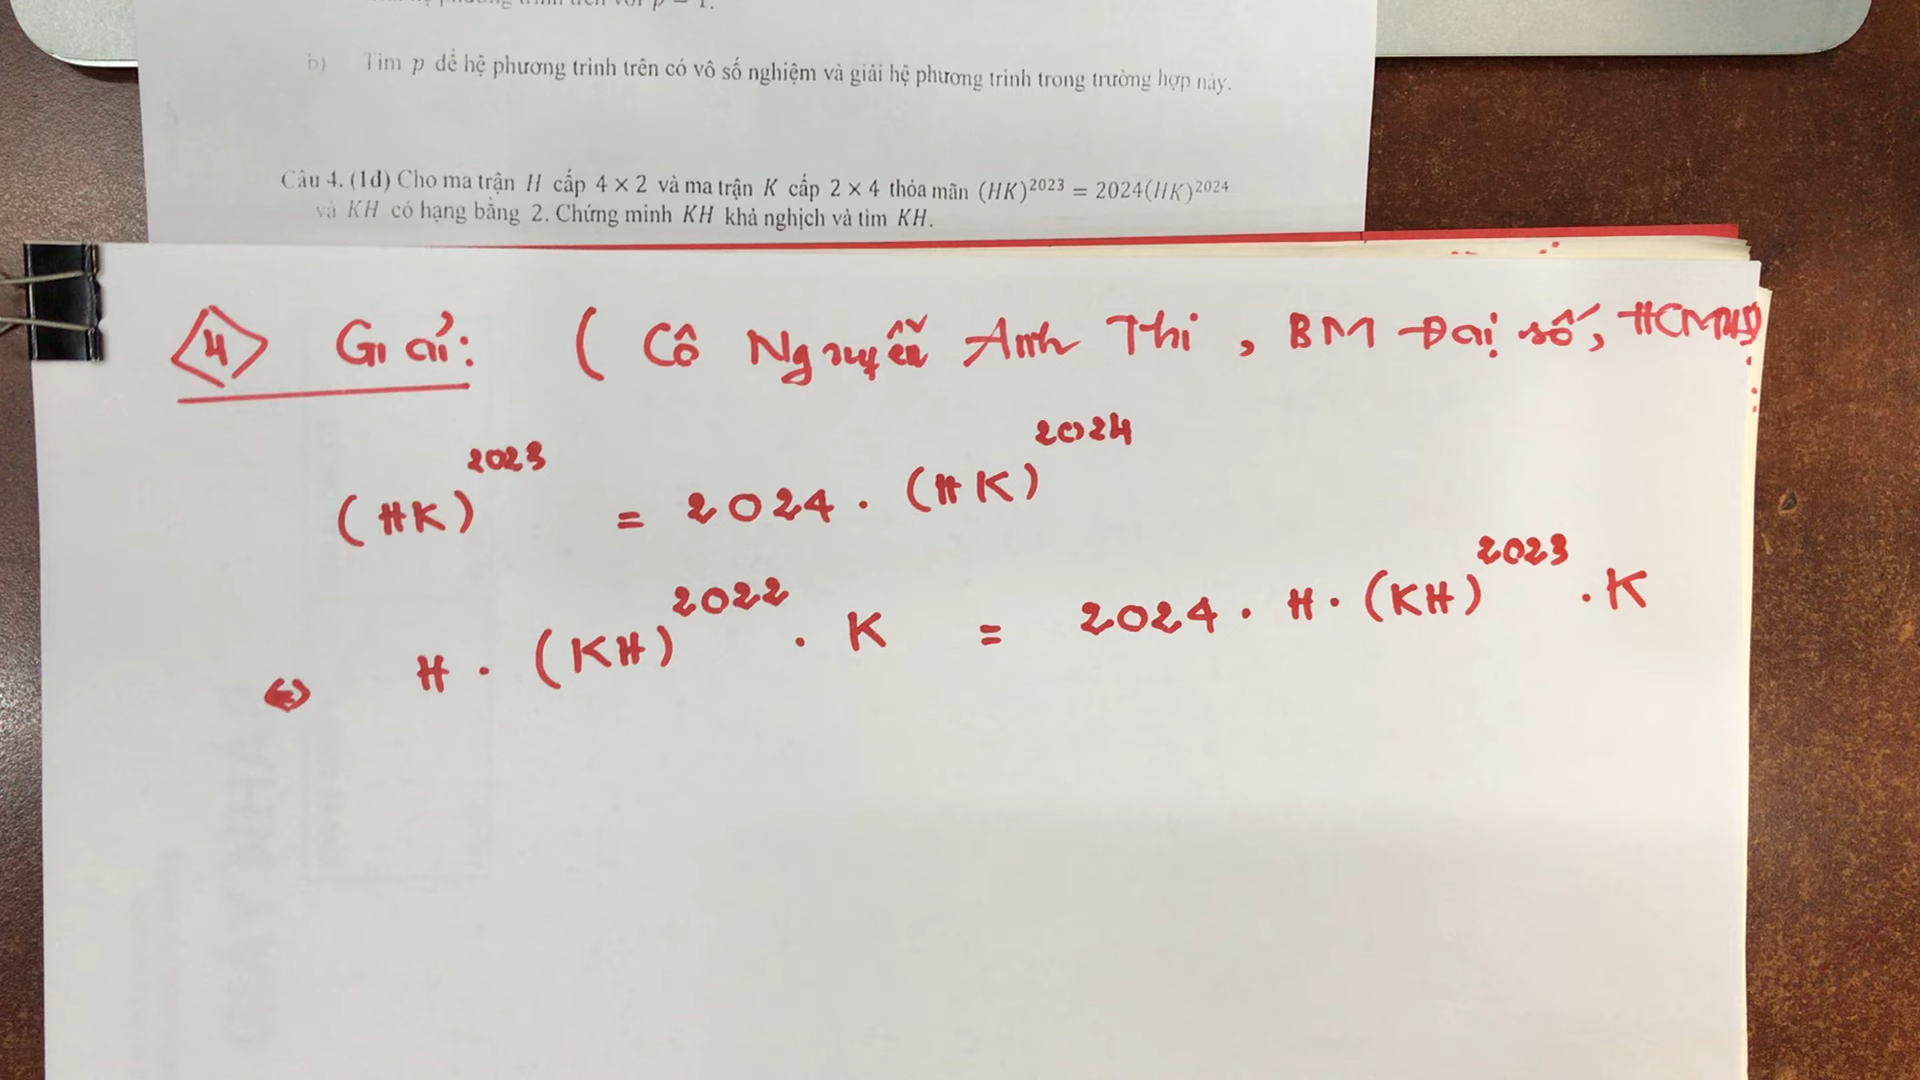 b) Tìm p để hệ phương trình trên có vô số nghiệm và giải hệ phương trình trong trường hợp này.
Câu 4. (1đ) Cho ma trận H cấp 4 × 2 và ma trận K cấp 2 × 4 thỏa mãn (HK)²⁰²³ = 2024(HK)²⁰²⁴
và KH có hạng bằng 2. Chứng minh KH khả nghịch và tìm KH.
4 Giải: ( Cô Nguyễn Anh Thi, BM Đại số, HCMUS)
(HK)²⁰²³ = 2024 . (HK)²⁰²⁴
⇔ H . (KH)²⁰²² . K = 2024 . H . (KH)²⁰²³ . K